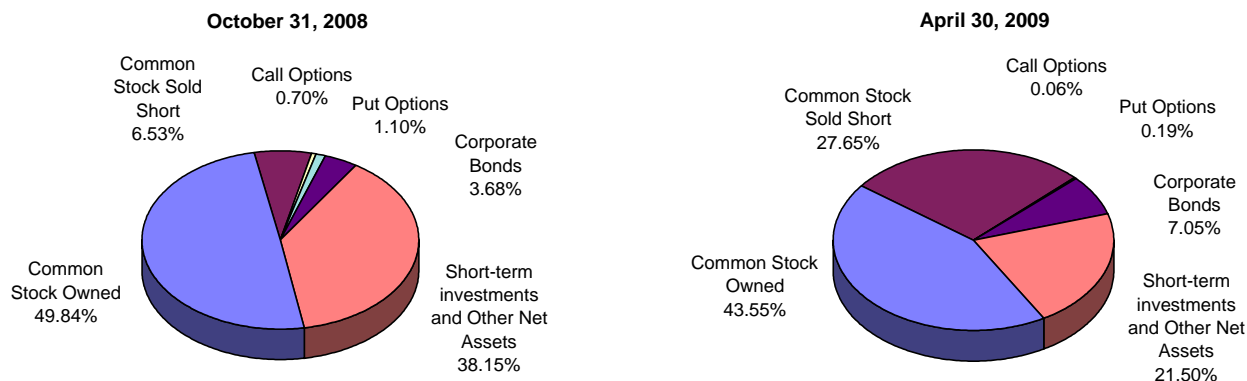 October 31, 2008
Common
Stock Sold
Short
6.53%
Call Options
0.70%
Put Options
1.10%
Corporate
Bonds
3.68%
Common
Stock Owned
49.84%
Short-term
investments
and Other Net
Assets
38.15%
April 30, 2009
Common Stock
Sold Short
27.65%
Call Options
0.06%
Put Options
0.19%
Corporate
Bonds
7.05%
Common Stock
Owned
43.55%
Short-term
investments
and Other Net
Assets
21.50%